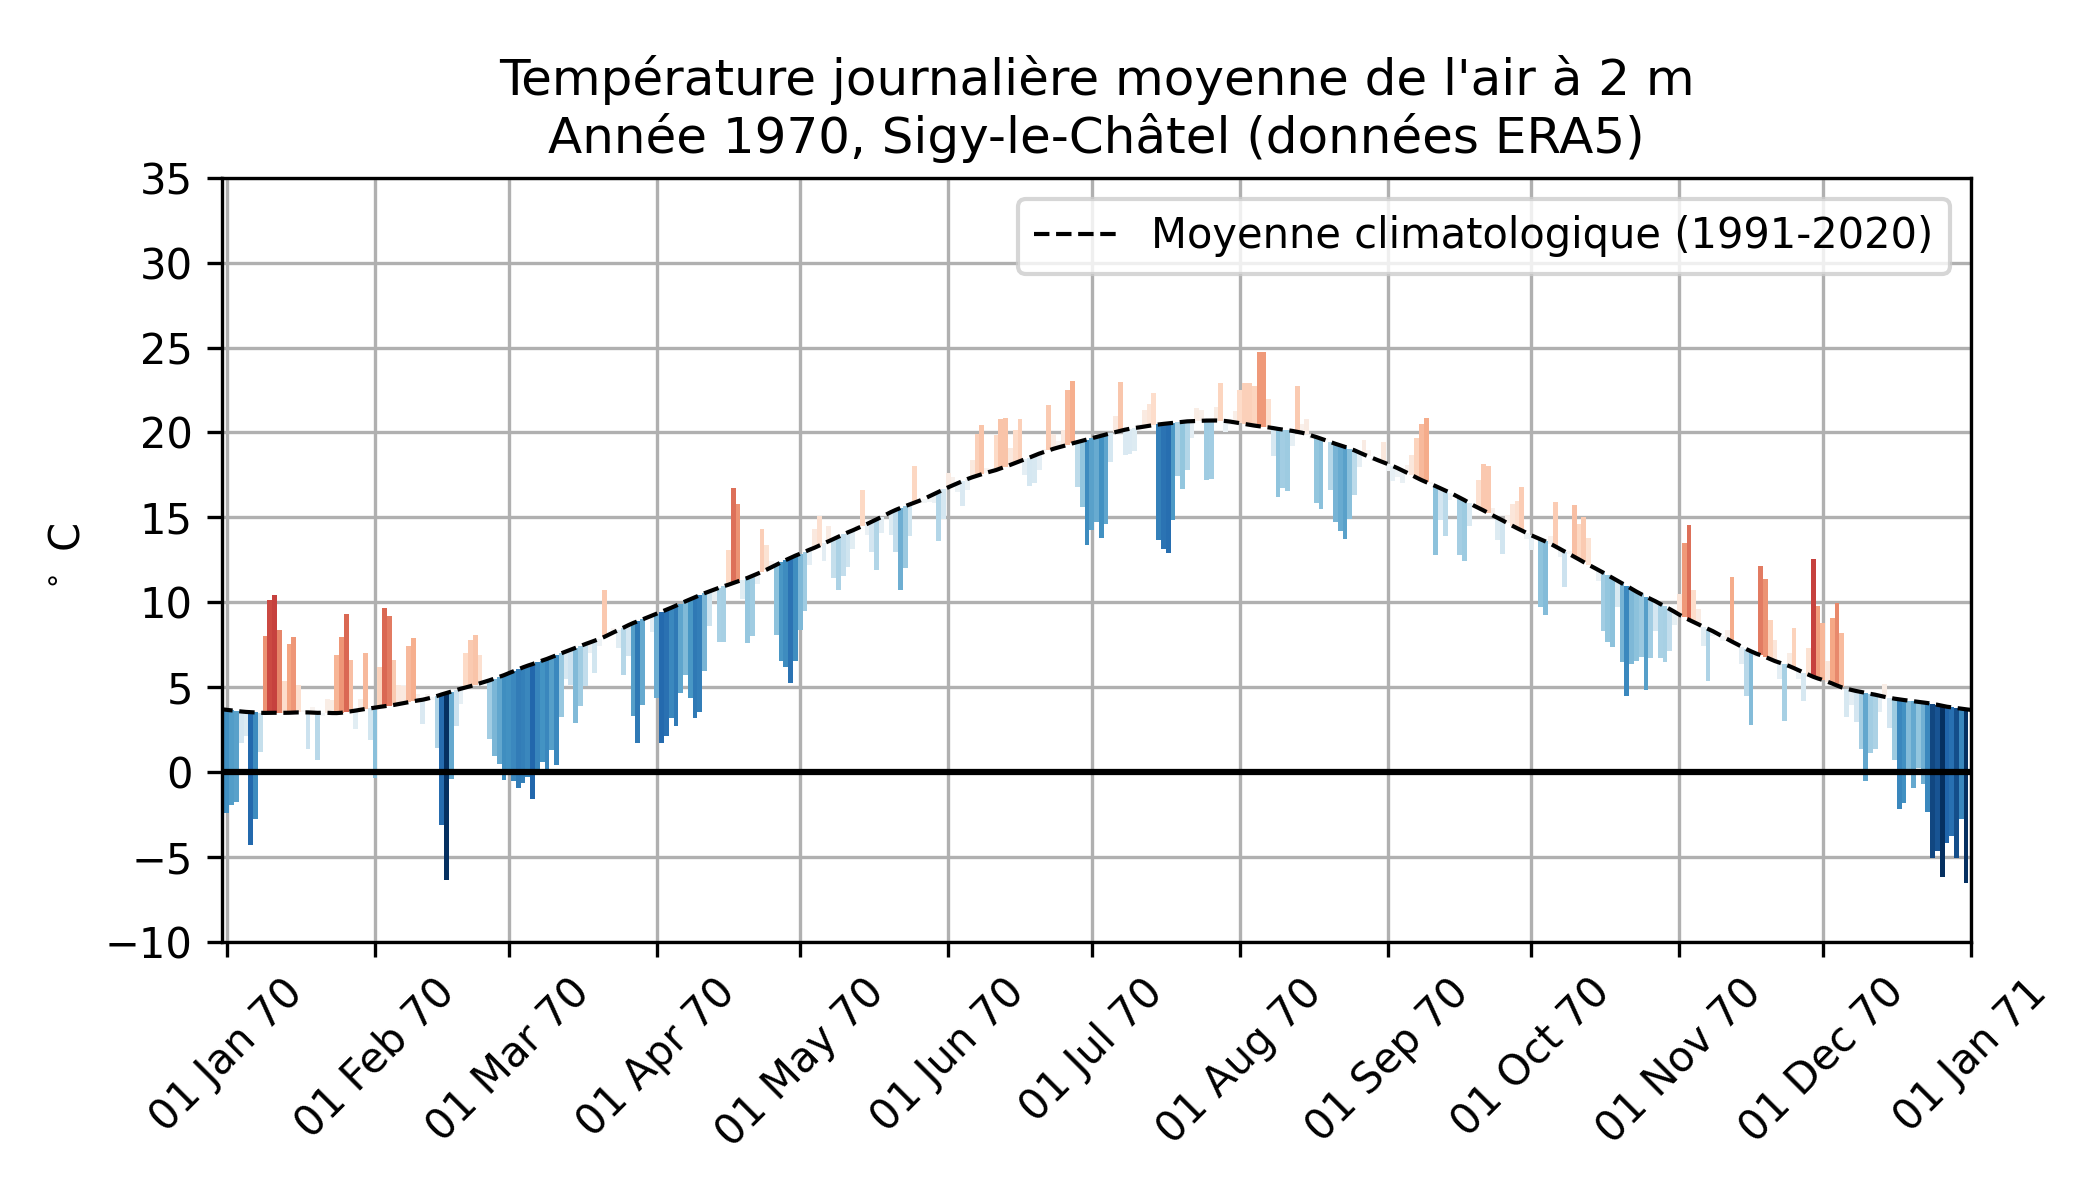 Température journalière moyenne de l'air à 2 m
Année 1970, Sigy-le-Châtel (données ERA5)
Moyenne climatologique (1991-2020)
° C
35
30
25
20
15
10
5
0
−5
−10
01 Jan 70
01 Feb 70
01 Mar 70
01 Apr 70
01 May 70
01 Jun 70
01 Jul 70
01 Aug 70
01 Sep 70
01 Oct 70
01 Nov 70
01 Dec 70
01 Jan 71